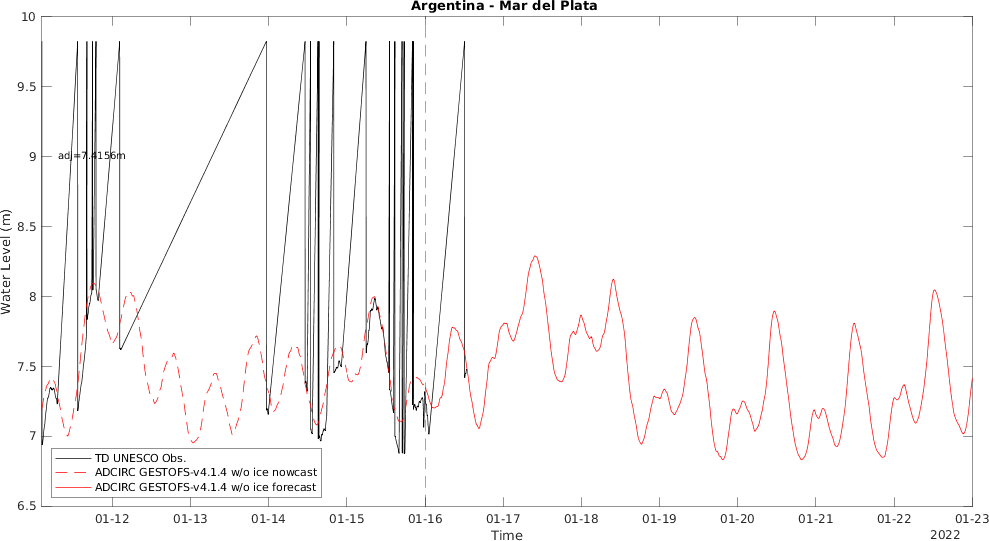 Argentina - Mar del Plata
10
9.5
9
8.5
8
7.5
7
6.5
Water Level (m)
adj=7.4156m
TD UNESCO Obs.
ADCIRC GESTOFS-v4.1.4 w/o ice nowcast
ADCIRC GESTOFS-v4.1.4 w/o ice forecast
01-12 01-13 01-14 01-15 01-16 01-17 01-18 01-19 01-20 01-21 01-22 01-23
Time
2022